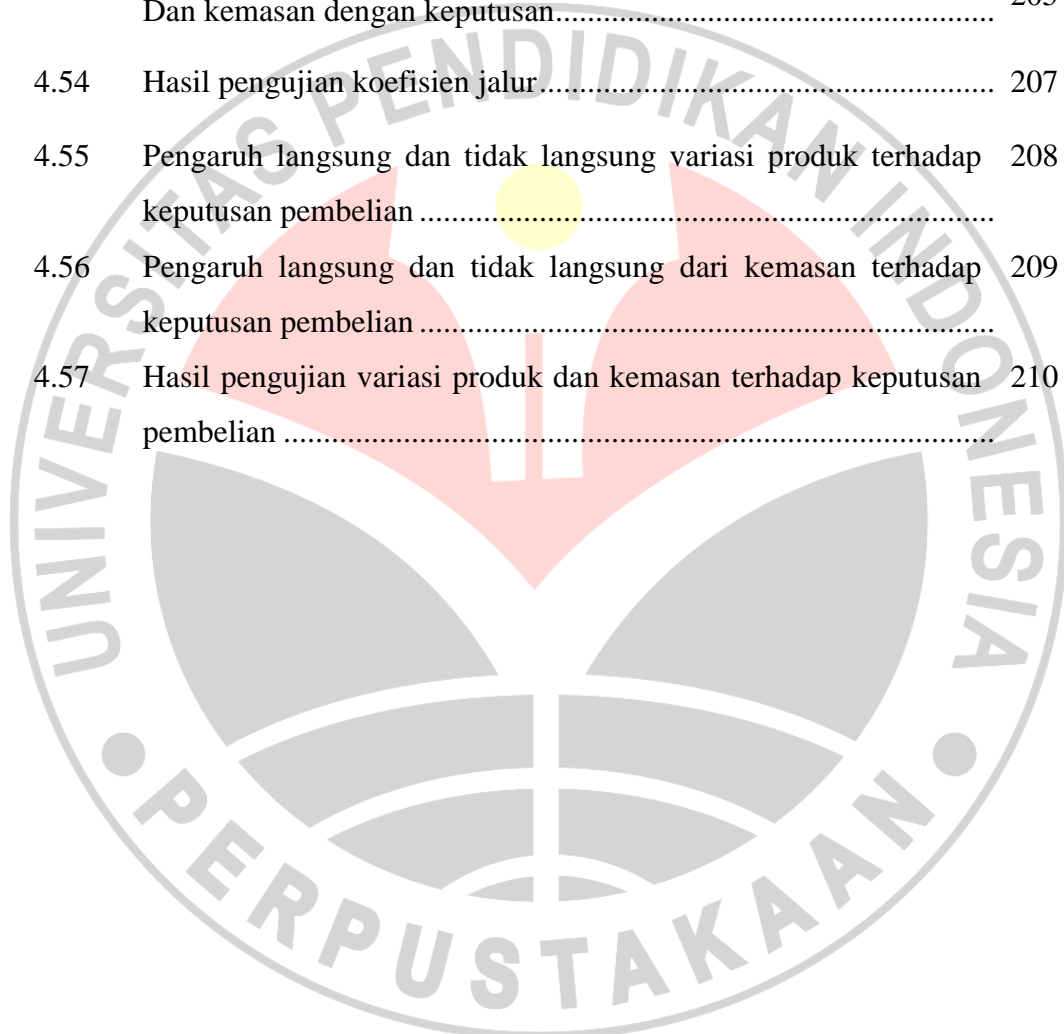 Dan kemasan dengan keputusan............................................................. 205
4.54 Hasil pengujian koefisien jalur............................................................... 207
4.55 Pengaruh langsung dan tidak langsung variasi produk terhadap 208
keputusan pembelian................................................................................
4.56 Pengaruh langsung dan tidak langsung dari kemasan terhadap 209
keputusan pembelian................................................................................
4.57 Hasil pengujian variasi produk dan kemasan terhadap keputusan 210
pembelian...................................................................................................
UNIVERSITAS PENDIDIKAN INDONESIA
PERPUSTAKAAN